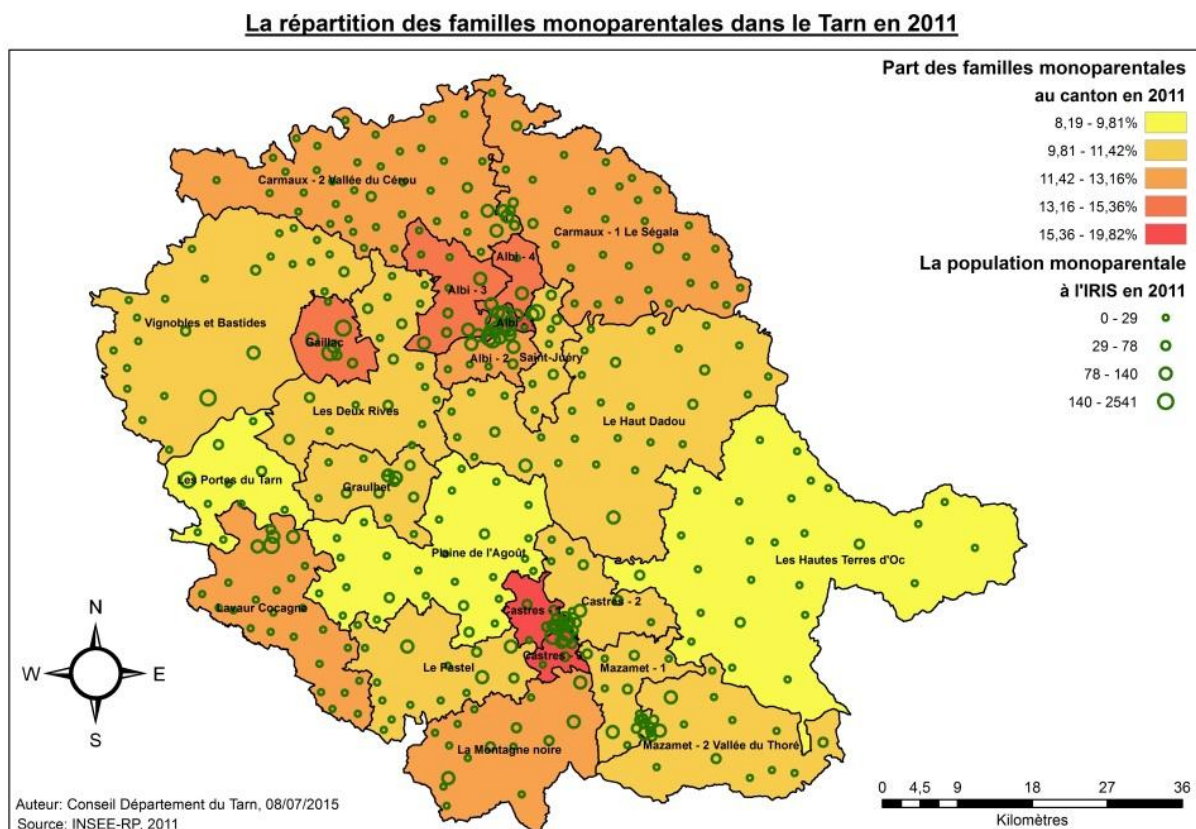 La répartition des familles monoparentales dans le Tarn en 2011
Part des familles monoparentales
au canton en 2011
8,19 - 9,81%
9,81 - 11,42%
11,42 - 13,16%
13,16 - 15,36%
15,36 - 19,82%
La population monoparentale
à l'IRIS en 2011
0 - 29
29 - 78
78 - 140
140 - 2541
Carmaux - 2 Vallée du Cérou
Carmaux - 1 Le Ségala
Albi - 4
Albi - 3
Vignobles et Bastides
Albi
Gaillac
Albi - 2
Saint-Juéry
Les Deux Rives
Le Haut Dadou
Les Portes du Tarn
Graulhet
Plaine de l'Agoût
Les Hautes Terres d'Oc
Castres -
Castres - 2
Lavaur Cocagne
Castres -
Le Pastel
Mazamet - 1
La Montagne noire
Mazamet - 2 Vallée du Thoré
N
W
E
S
Auteur: Conseil Département du Tarn, 08/07/2015
Source: INSEE-RP, 2011
0 4,5 9 18 27 36
Kilomètres